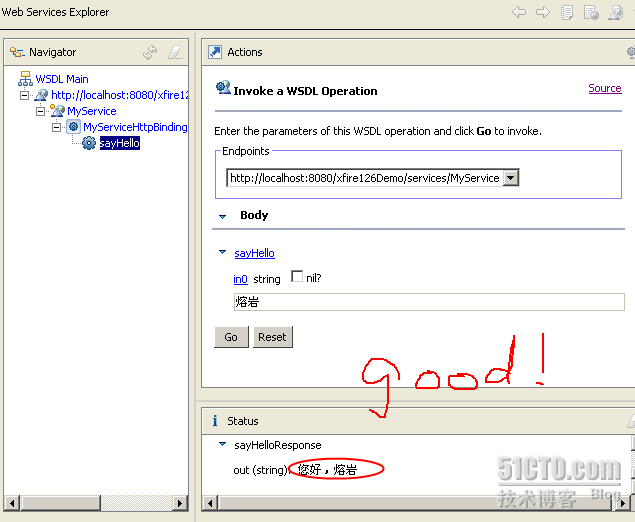 Web Services Explorer
Navigator
WSDL Main
http://localhost:8080/xfire12
MyService
MyServiceHttpBinding
sayHello
Actions
Invoke a WSDL Operation
Source
Enter the parameters of this WSDL operation and click Go to invoke.
Endpoints
http://localhost:8080/xfire126Demo/services/MyService
Body
sayHello
in0 string nil?
熔岩
Go Reset
good!
Status
sayHelloResponse
out (string): 您好，熔岩
51CTO.com
技术博客 Blog